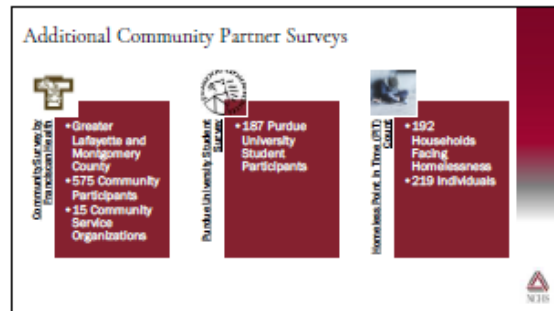 Additional Community Partner Surveys
Community Survey by
Franciscan Health
•Greater
Lafayette and
Montgomery
County
•575 Community
Participants
•15 Community
Service
Organizations
Purdue University Student
Survey
•187 Purdue
University
Student
Participants
Homeless Point in Time (PIT)
Count
•192
Households
Facing
Homelessness
•219 Individuals
NCHS